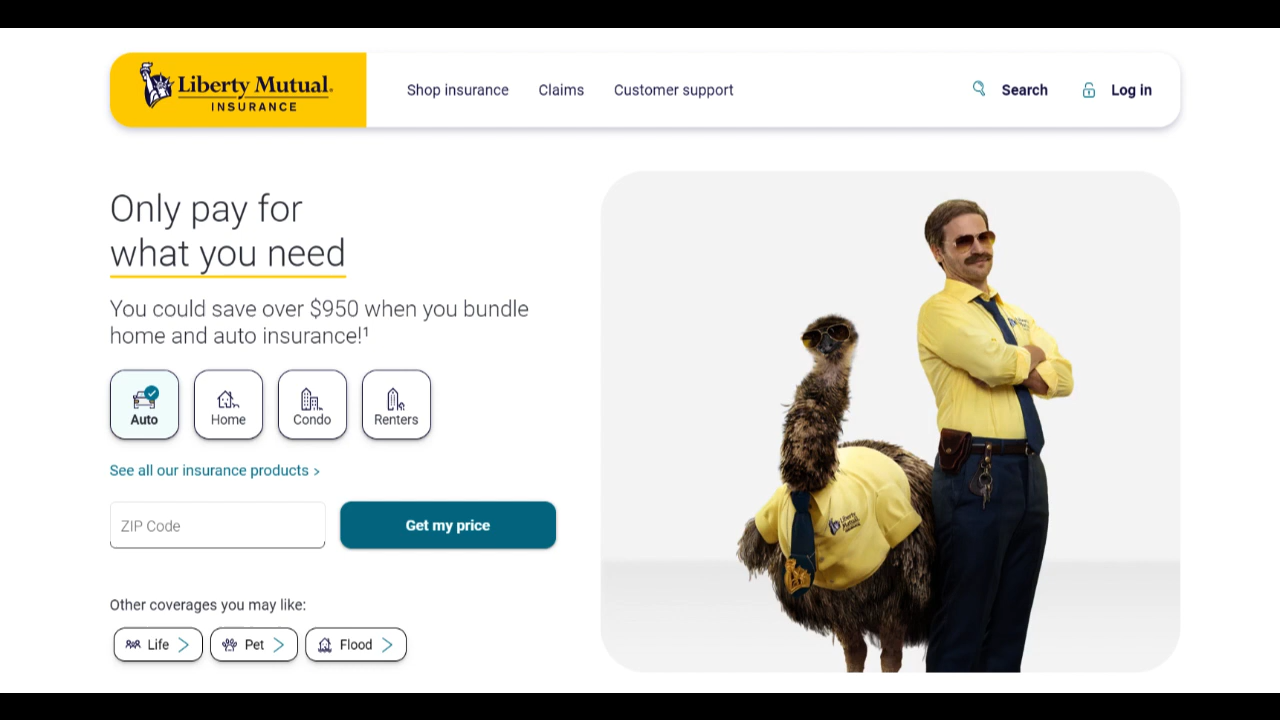 Liberty Mutual.
INSURANCE
Shop insurance
Claims
Customer support
Search
Log in
Only pay for
what you need
You could save over $950 when you bundle
home and auto insurance!¹
Auto
Home
Condo
Renters
See all our insurance products >
ZIP Code
Get my price
Other coverages you may like:
Life
Pet
Flood
Liberty
Mutual.